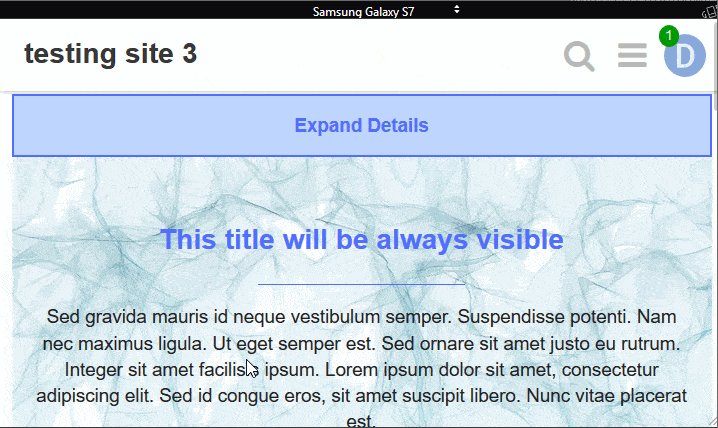 Samsung Galaxy S7
testing site 3
1
D
Expand Details
This title will be always visible
Sed gravida mauris id neque vestibulum semper. Suspendisse potenti. Nam
nec maximus ligula. Ut eget semper est. Sed ornare sit amet justo eu rutrum.
Integer sit amet facilisis ipsum. Lorem ipsum dolor sit amet, consectetur
adipiscing elit. Sed id congue eros, sit amet suscipit libero. Nunc vitae placerat
est.